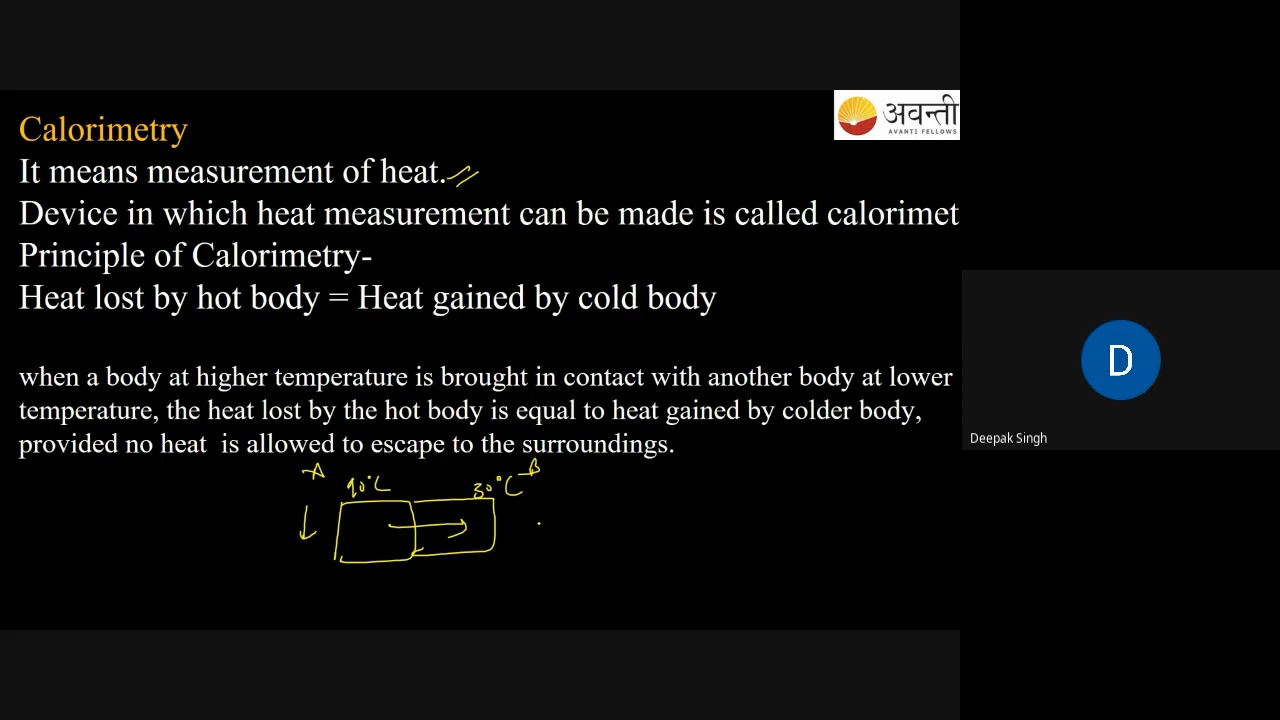 Calorimetry
अवन्ती
AVANTI FELLOWS
It means measurement of heat.
Device in which heat measurement can be made is called calorimet
Principle of Calorimetry-
Heat lost by hot body = Heat gained by cold body
when a body at higher temperature is brought in contact with another body at lower
temperature, the heat lost by the hot body is equal to heat gained by colder body,
provided no heat is allowed to escape to the surroundings.
A B
90°C 30°C
D
Deepak Singh